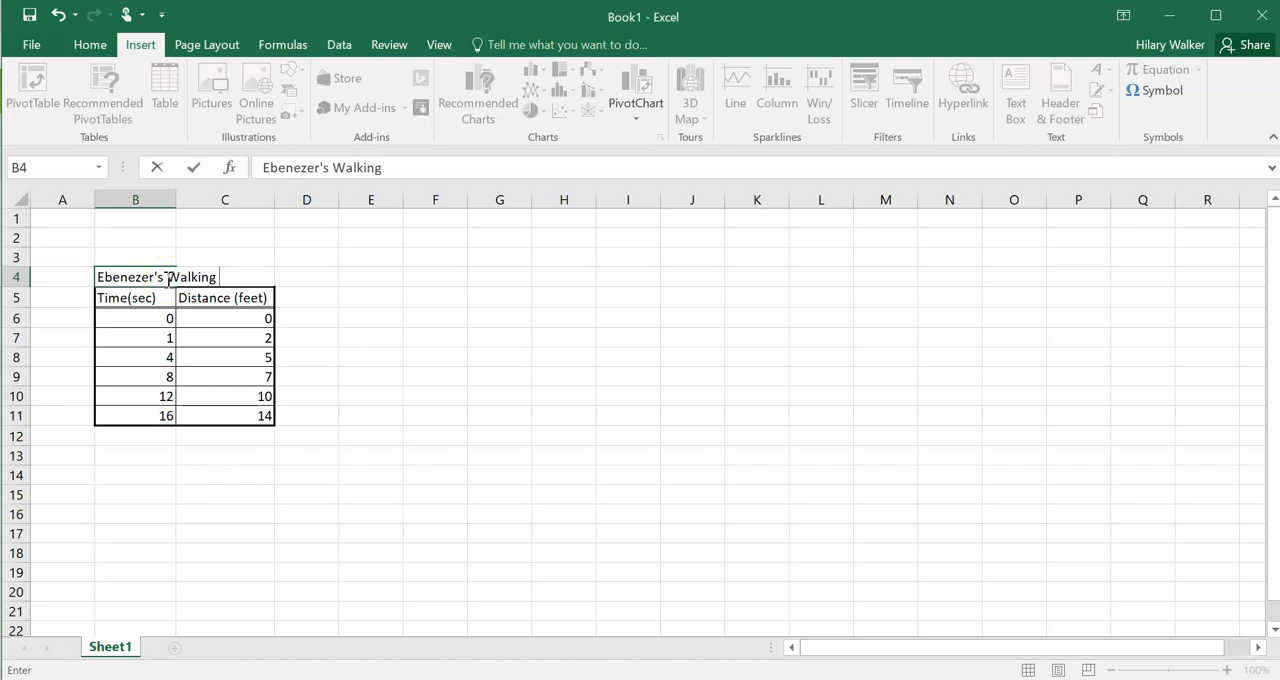 Book1 - Excel
File Home Insert Page Layout Formulas Data Review View Tell me what you want to do... Hilary Walker Share
PivotTable Recommended PivotTables Table Pictures Online Pictures Store My Add-ins Recommended Charts PivotChart 3D Map Line Column Win/Loss Slicer Timeline Hyperlink Text Box Header & Footer Equation Symbol
Tables Illustrations Add-ins Charts Tours Sparklines Filters Links Text Symbols
B4 fx Ebenezer's Walking
A B C D E F G H I J K L M N O P Q R
1
2
3
4 Ebenezer's Walking
5 Time(sec) Distance (feet)
6 0 0
7 1 2
8 4 5
9 8 7
10 12 10
11 16 14
12
13
14
15
16
17
18
19
20
21
22
Sheet1
Enter 100%